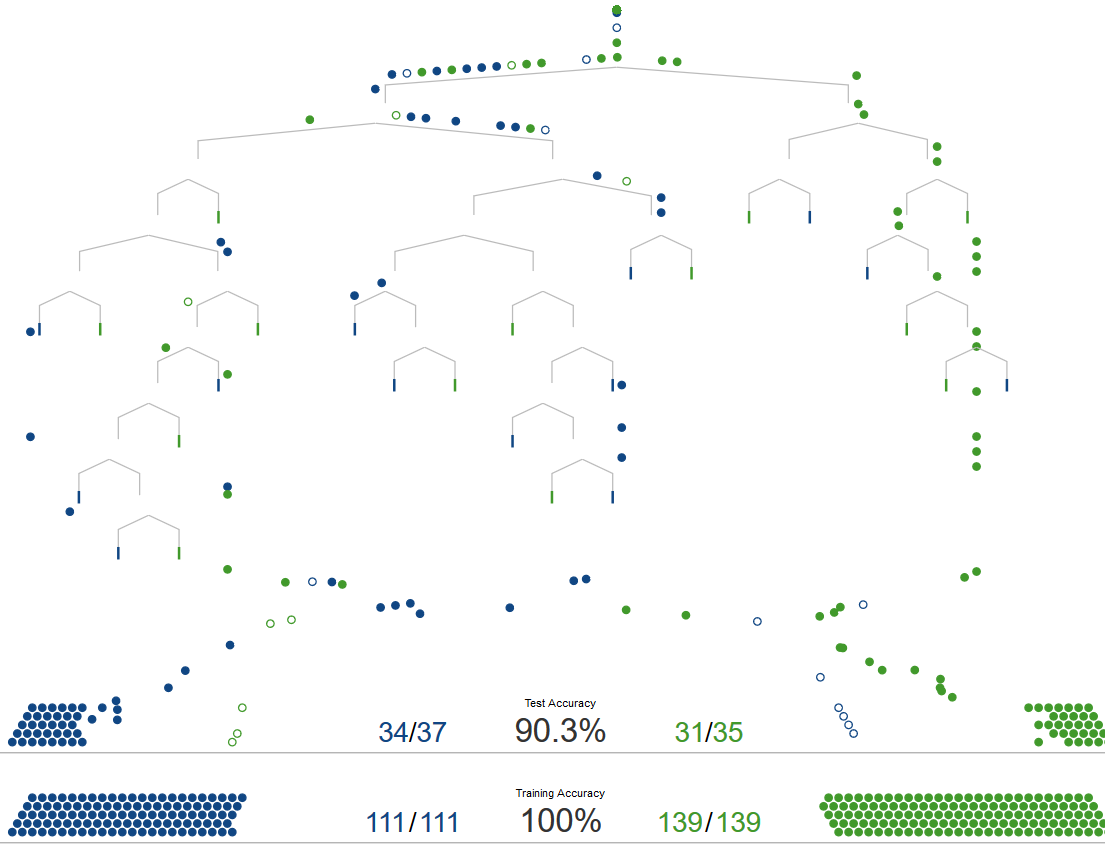 Test Accuracy
34/37 90.3% 31/35
Training Accuracy
111/111 100% 139/139